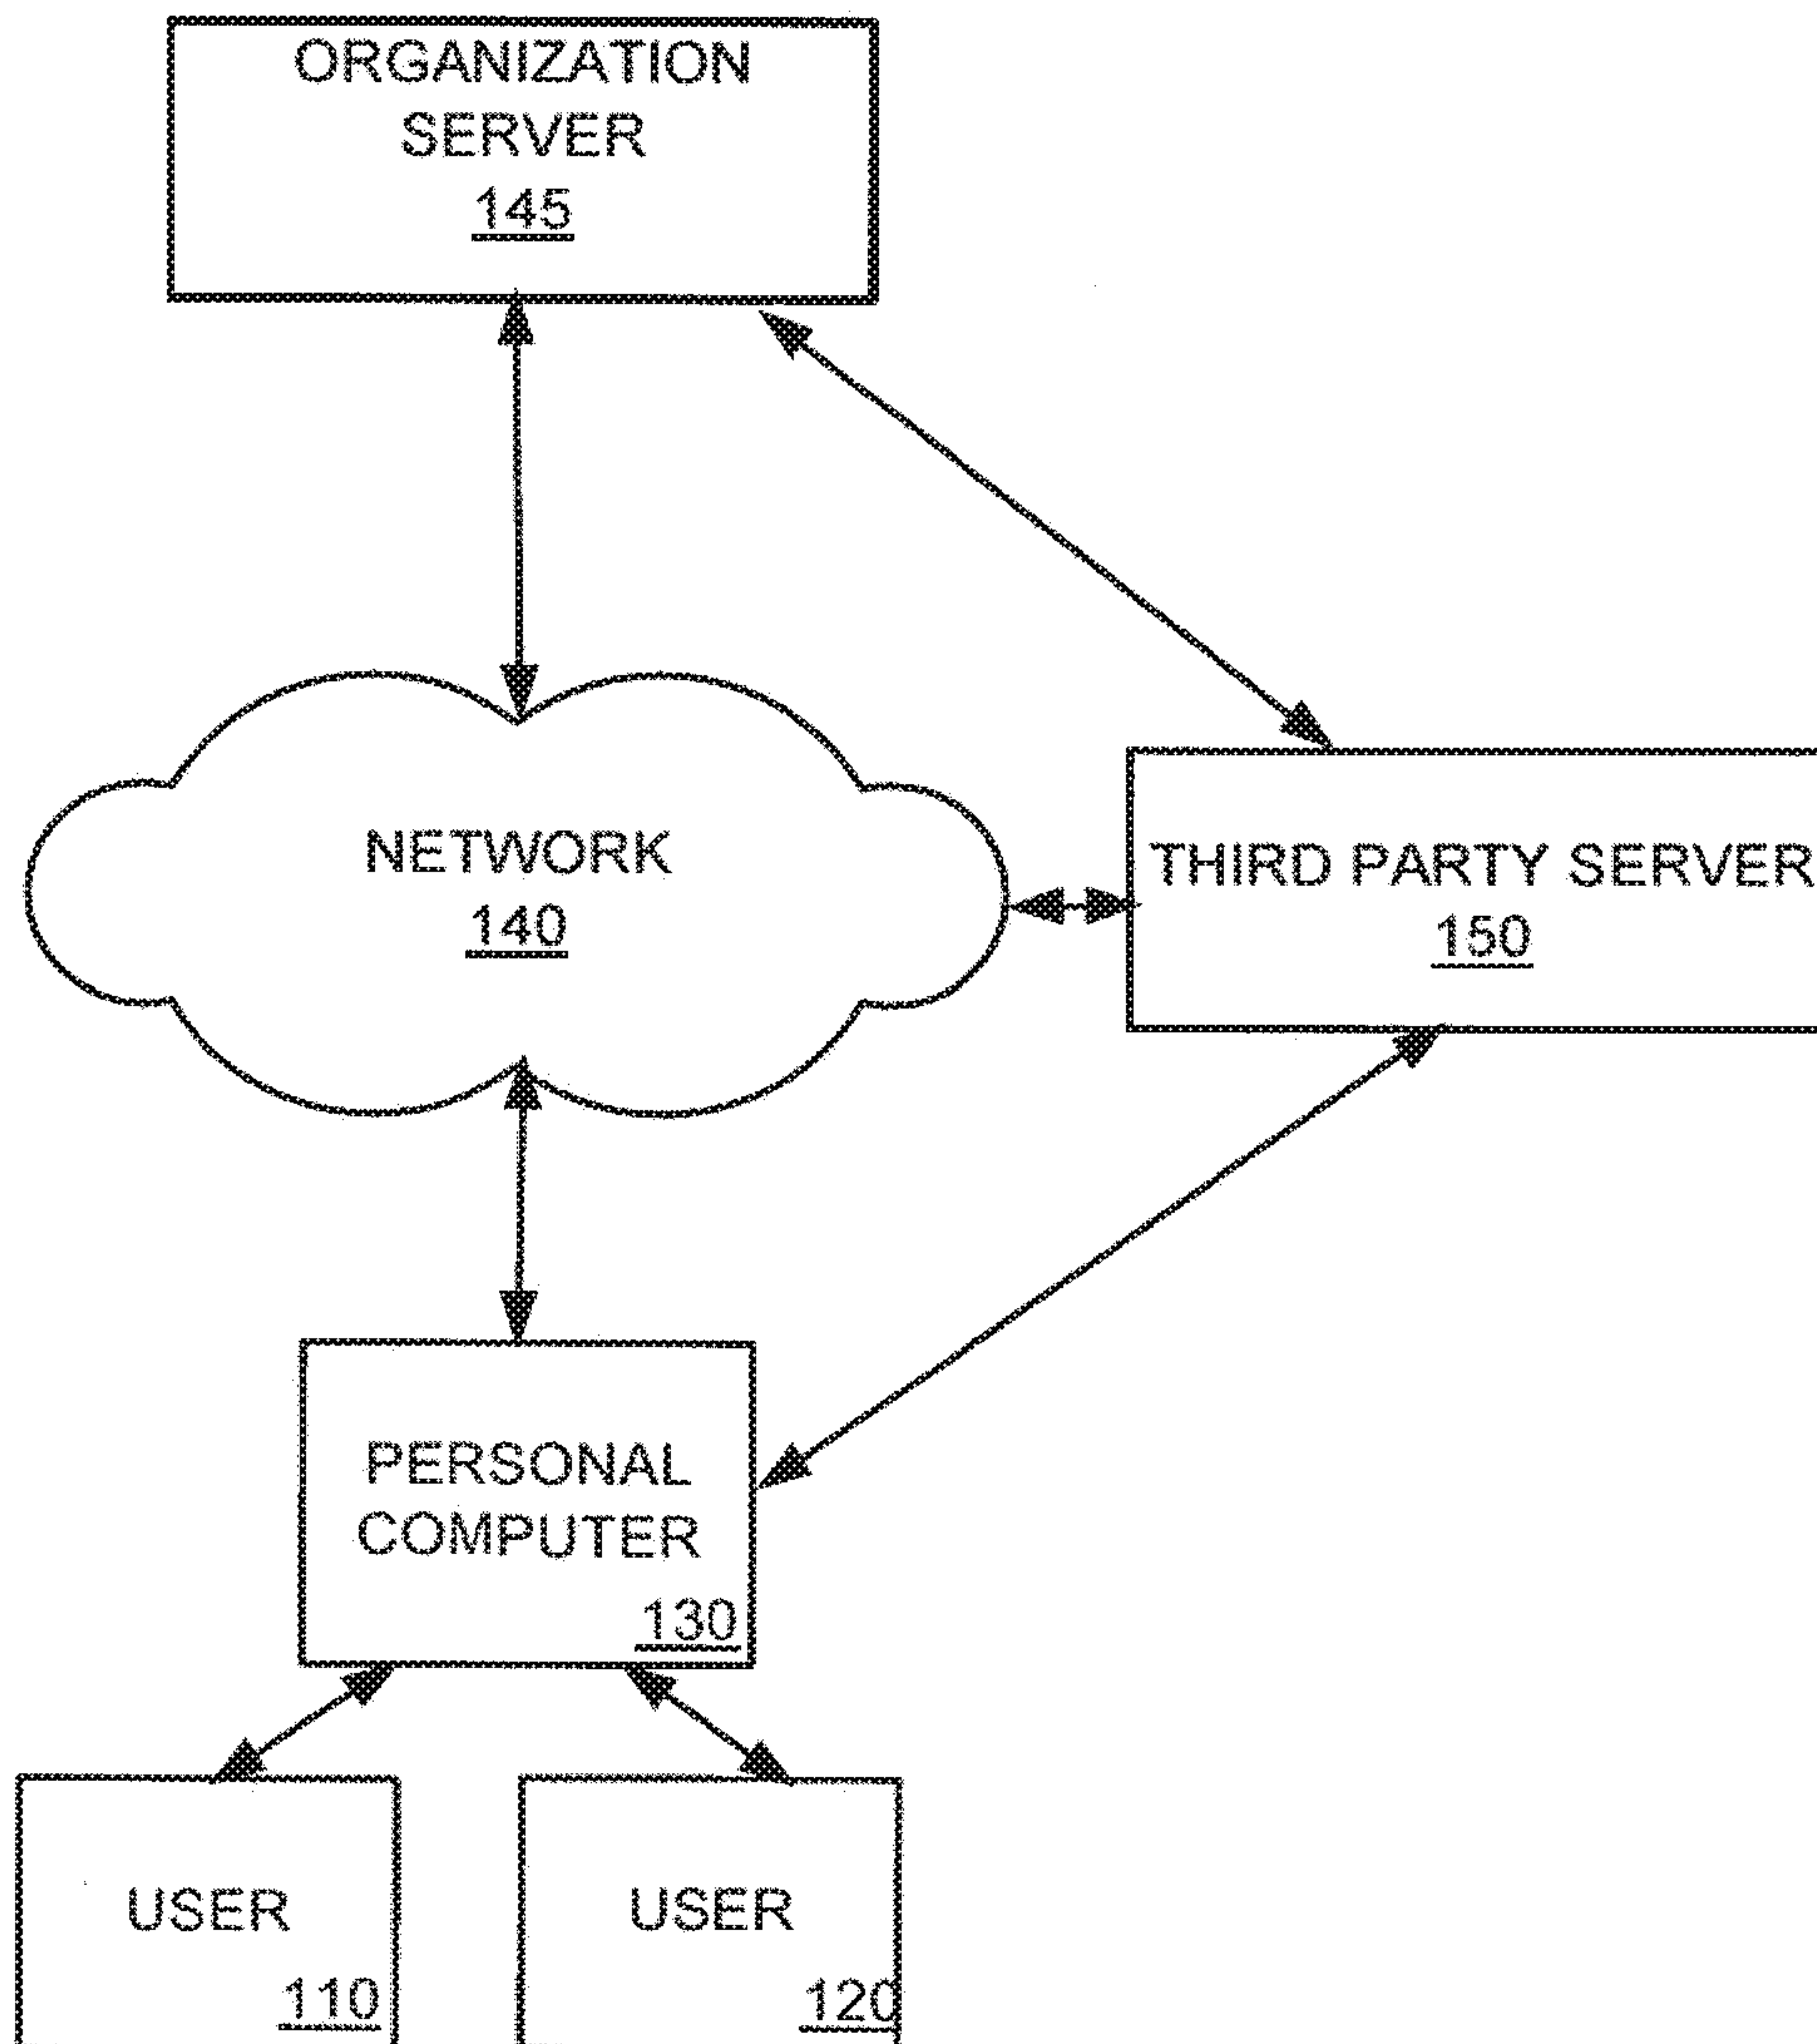 ORGANIZATION
SERVER
145
NETWORK
140
THIRD PARTY SERVER
150
PERSONAL
COMPUTER
130
USER
110
USER
120